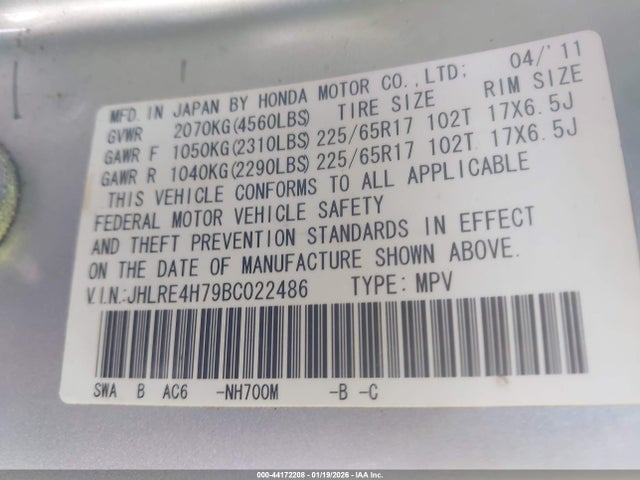 MFD. IN JAPAN BY HONDA MOTOR CO., LTD; 04/'11
GVWR 2070KG(4560LBS) TIRE SIZE RIM SIZE
GAWR F 1050KG(2310LBS) 225/65R17 102T 17X6.5J
GAWR R 1040KG(2290LBS) 225/65R17 102T 17X6.5J
THIS VEHICLE CONFORMS TO ALL APPLICABLE
FEDERAL MOTOR VEHICLE SAFETY
AND THEFT PREVENTION STANDARDS IN EFFECT
ON THE DATE OF MANUFACTURE SHOWN ABOVE.
V.I.N.:JHLRE4H79BC022486 TYPE: MPV
SWA B AC6 -NH700M -B -C
000-44172208 - 01/19/2026 - IAA Inc.